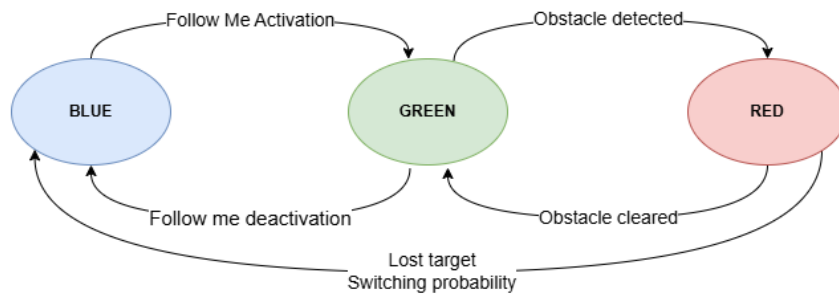 Follow Me Activation
Obstacle detected
BLUE
GREEN
RED
Follow me deactivation
Obstacle cleared
Lost target
Switching probability